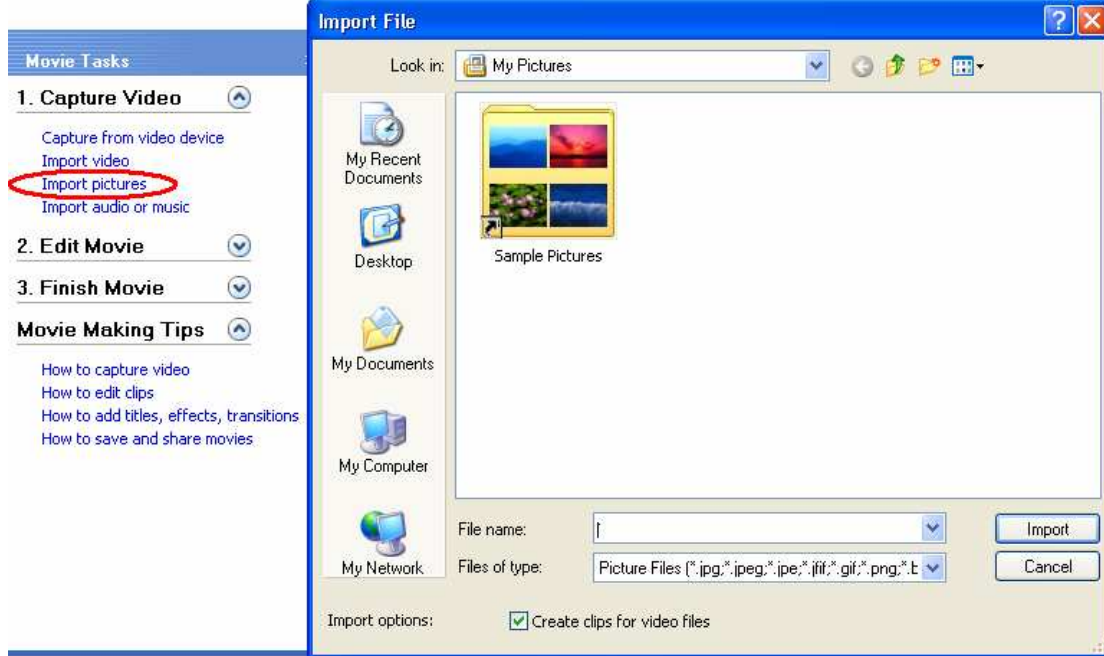 Movie Tasks
1. Capture Video
Capture from video device
Import video
Import pictures
Import audio or music
2. Edit Movie
3. Finish Movie
Movie Making Tips
How to capture video
How to edit clips
How to add titles, effects, transitions
How to save and share movies
Import File
Look in: My Pictures
My Recent
Documents
Desktop
My Documents
My Computer
My Network
Sample Pictures
File name:
Import
Files of type: Picture Files (*.jpg;*.jpeg;*.jpe;*.jfif;*.gif;*.png;*.b
Cancel
Import options: Create clips for video files